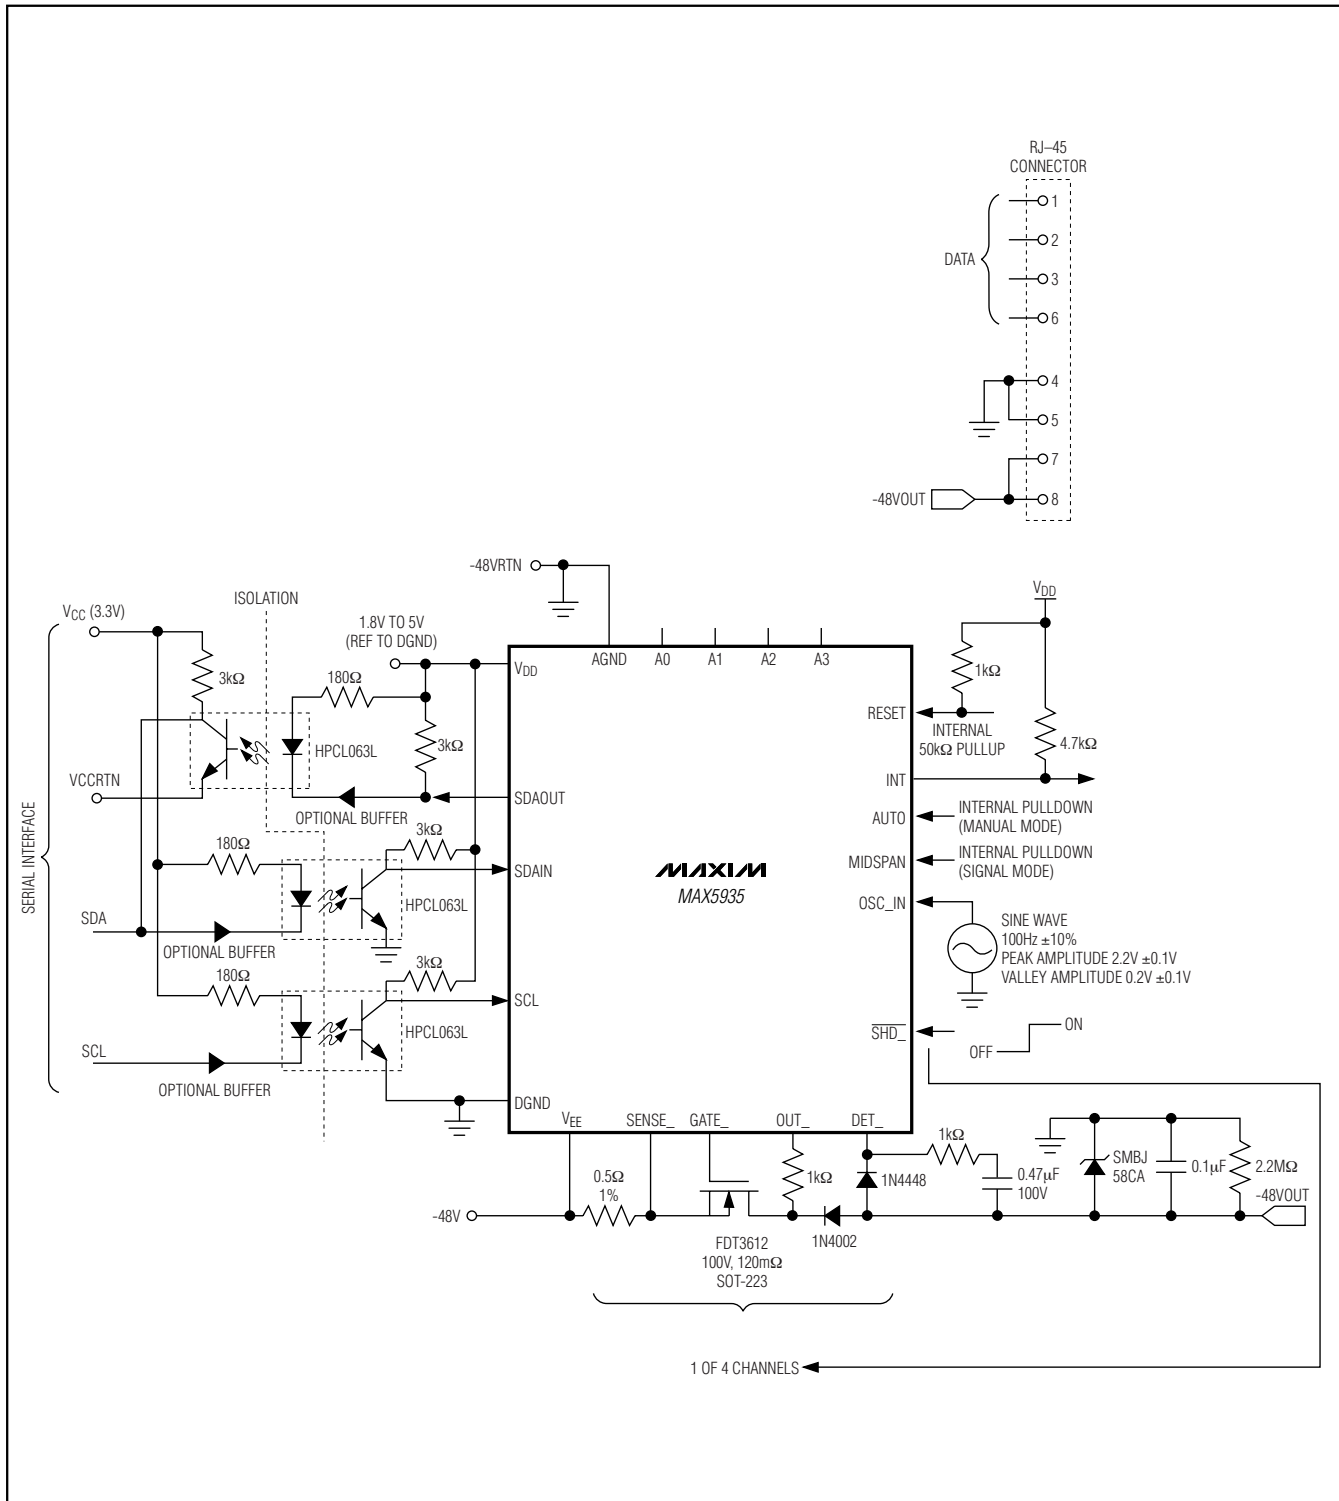 RJ–45
CONNECTOR
1
2
DATA
3
6
4
5
7
-48VOUT
8
-48VRTN
ISOLATION
VCC (3.3V)
1.8V TO 5V
(REF TO DGND)
VDD
AGND
A0
A1
A2
A3
VDD
1kΩ
3kΩ
180Ω
RESET
INTERNAL
50kΩ PULLUP
4.7kΩ
HPCL063L
3kΩ
VCCRTN
INT
SDAOUT
OPTIONAL BUFFER
AUTO
INTERNAL PULLDOWN
(MANUAL MODE)
SERIAL INTERFACE
180Ω
3kΩ
SDAIN
MAXIM
MAX5935
MIDSPAN
INTERNAL PULLDOWN
(SIGNAL MODE)
HPCL063L
OSC_IN
SDA
OPTIONAL BUFFER
SINE WAVE
100Hz ±10%
PEAK AMPLITUDE 2.2V ±0.1V
VALLEY AMPLITUDE 0.2V ±0.1V
180Ω
3kΩ
SCL
HPCL063L
SHD_
ON
OFF
SCL
OPTIONAL BUFFER
DGND
VEE
SENSE_
GATE_
OUT_
DET_
1kΩ
0.5Ω
1%
1kΩ
1N4448
0.47µF
100V
SMBJ
58CA
0.1µF
2.2MΩ
-48VOUT
-48V
1N4002
FDT3612
100V, 120mΩ
SOT-223
1 OF 4 CHANNELS